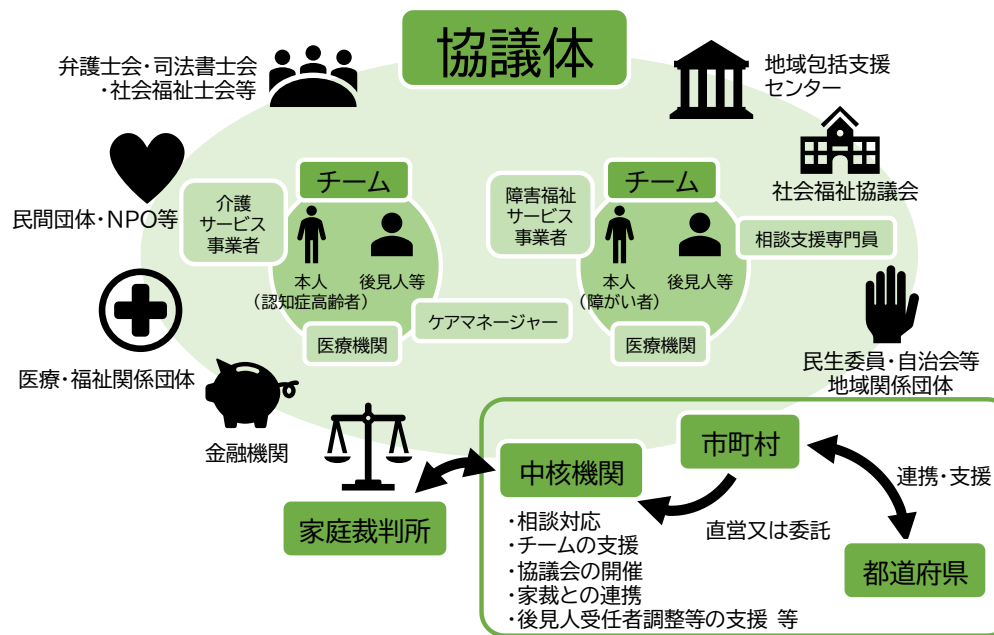 協議体
弁護士会・司法書士会
・社会福祉士会等
地域包括支援
センター
社会福祉協議会
民間団体・NPO等
チーム
介護
サービス
事業者
本人
(認知症高齢者)
後見人等
医療機関
ケアマネージャー
チーム
障害福祉
サービス
事業者
相談支援専門員
本人
(障がい者)
後見人等
医療機関
医療・福祉関係団体
民生委員・自治会等
地域関係団体
金融機関
家庭裁判所
中核機関
市町村
連携・支援
直営又は委託
都道府県
・相談対応
・チームの支援
・協議会の開催
・家裁との連携
・後見人受任者調整等の支援 等